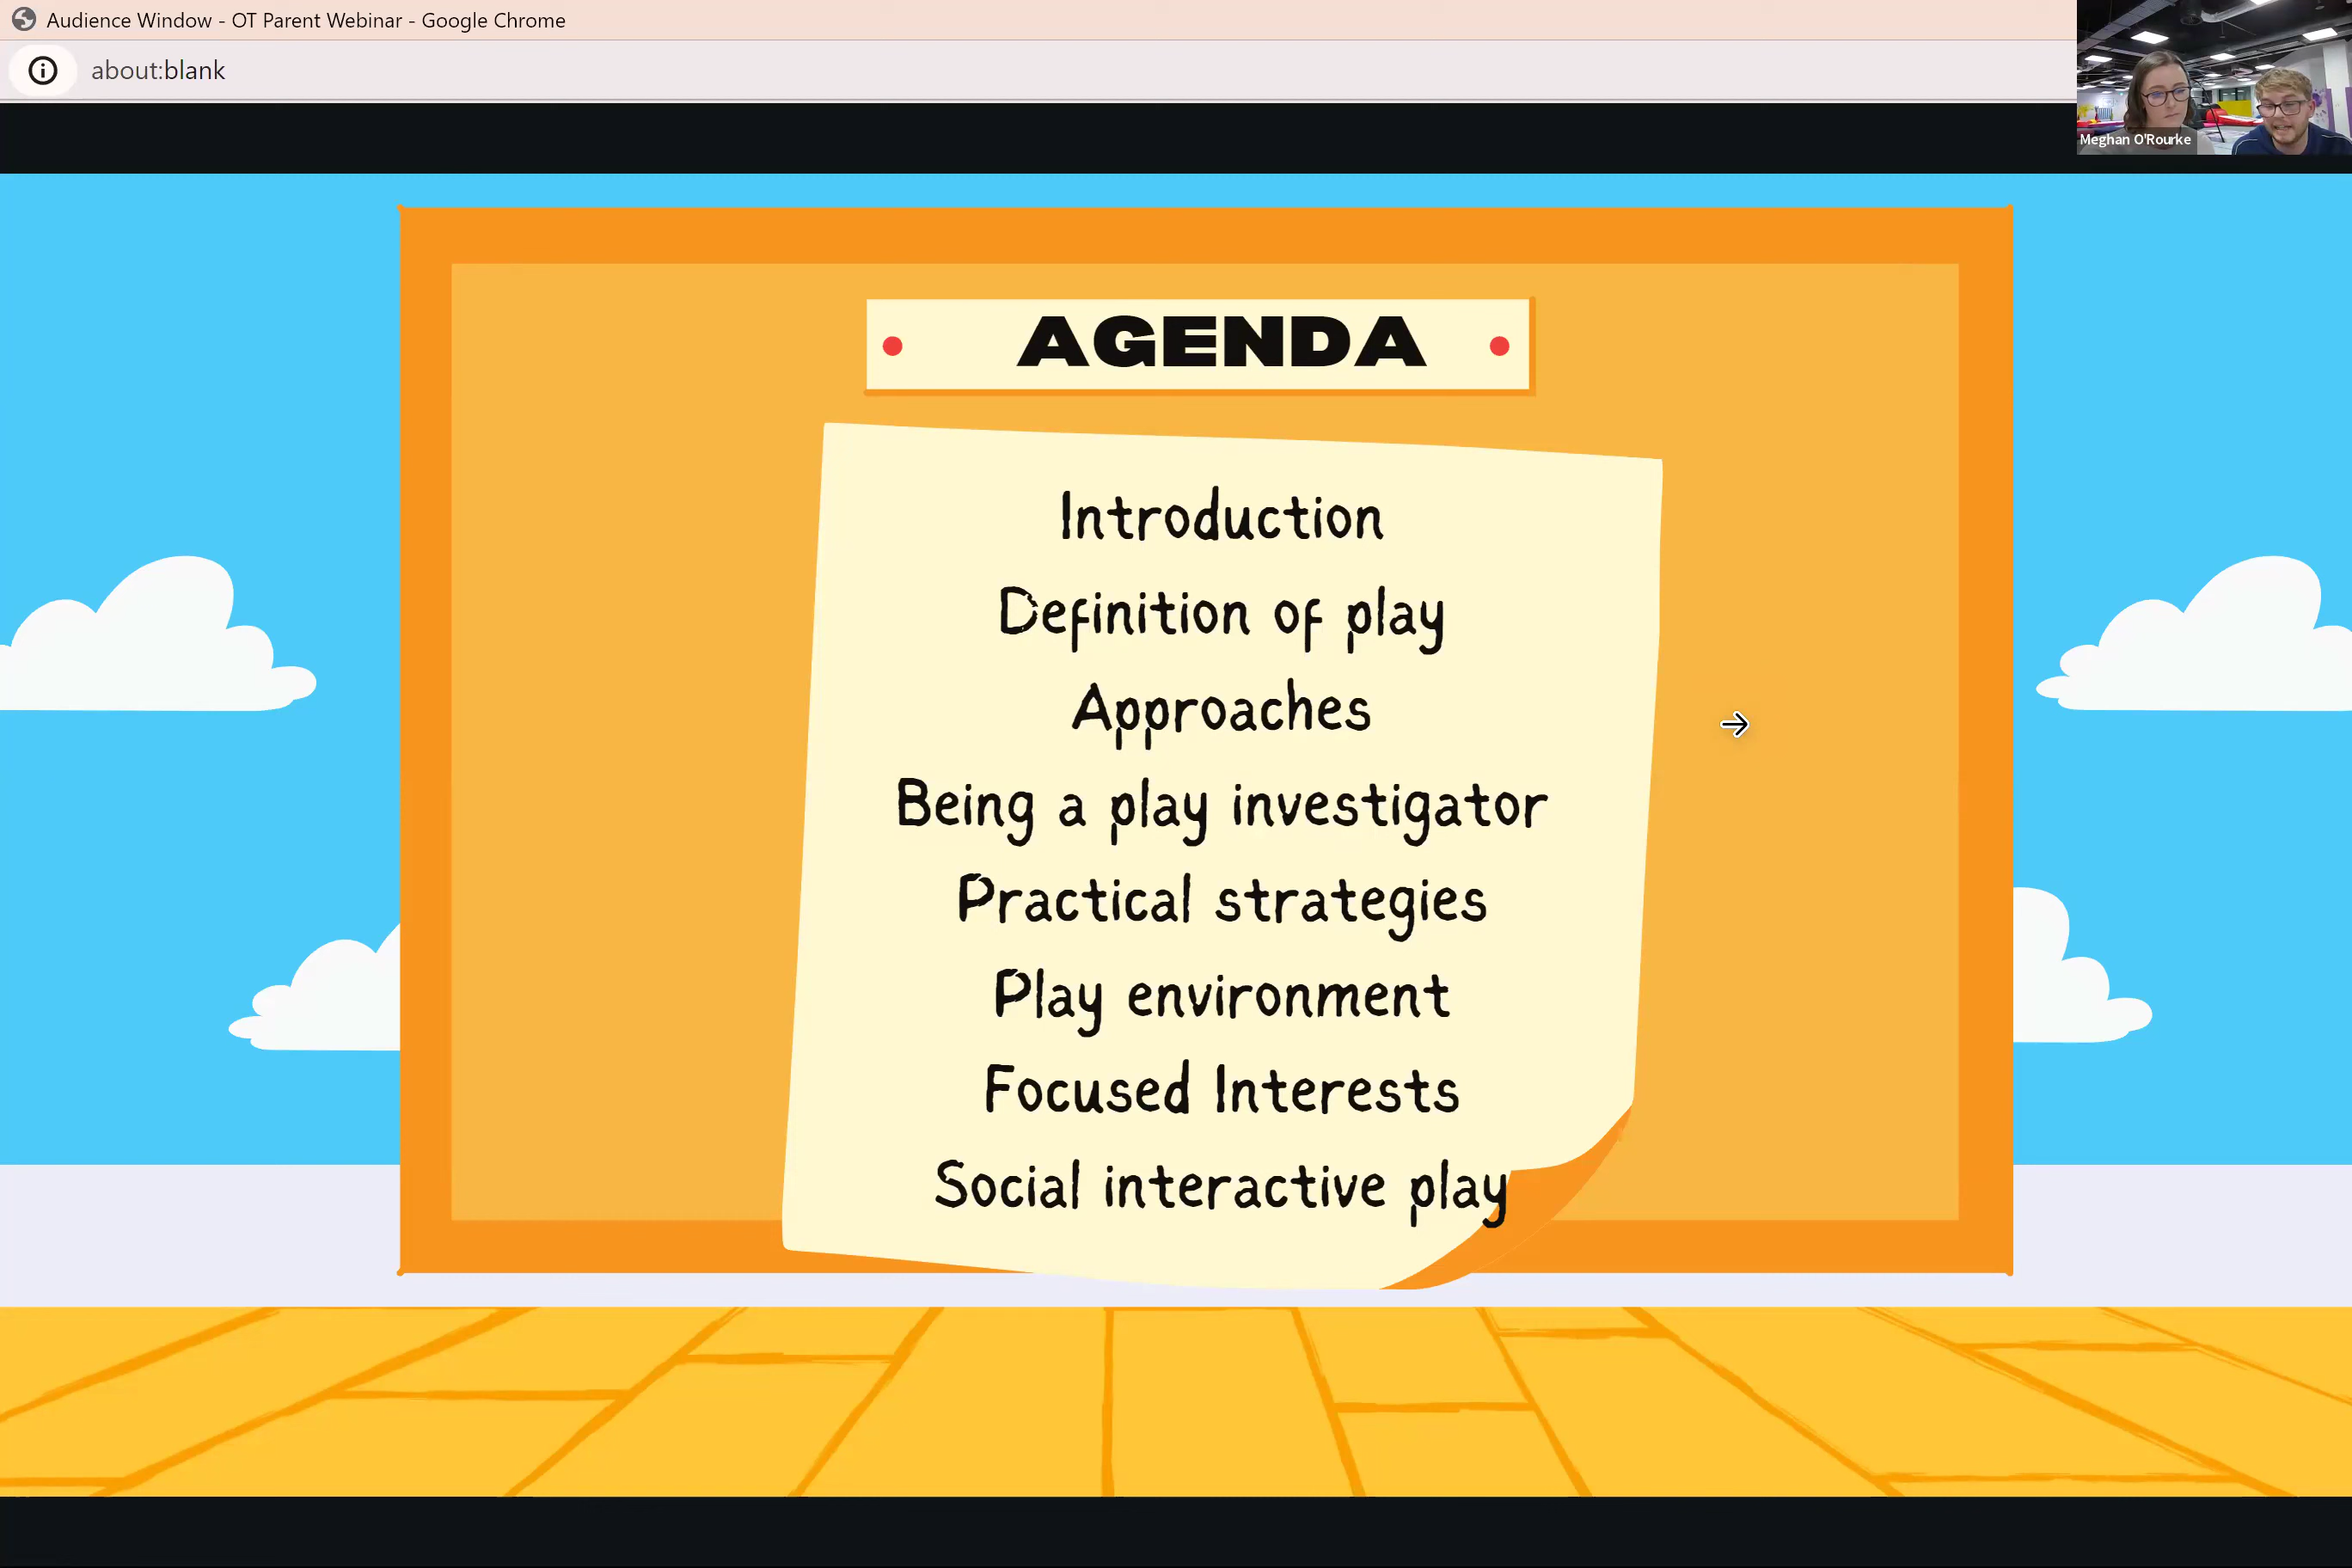 Audience Window - OT Parent Webinar - Google Chrome
about:blank
Meghan O'Rourke
AGENDA
Introduction
Definition of play
Approaches
Being a play investigator
Practical strategies
Play environment
Focused Interests
Social interactive play